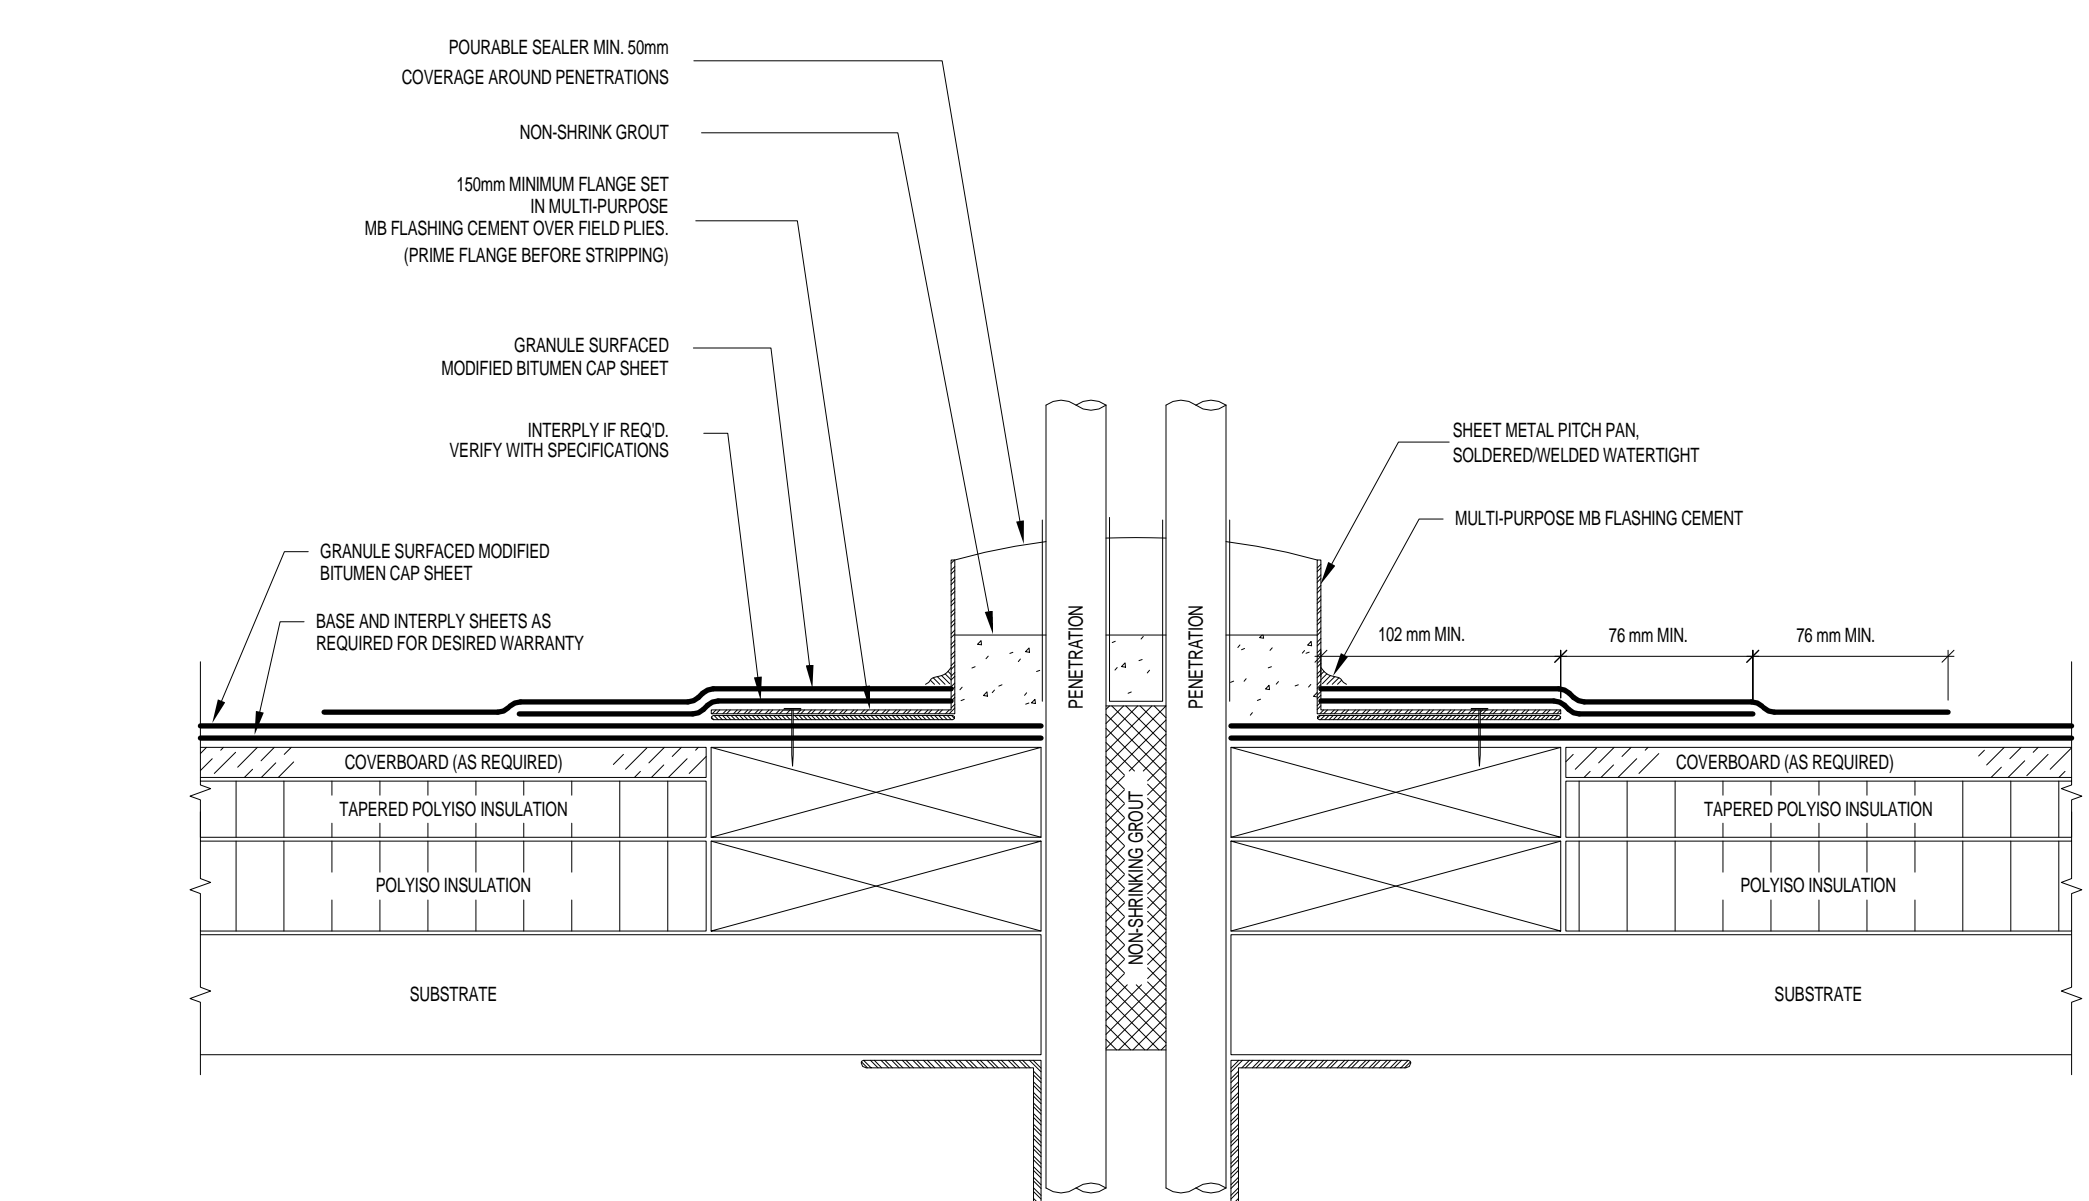 POURABLE SEALER MIN. 50mm
COVERAGE AROUND PENETRATIONS
NON-SHRINK GROUT
150mm MINIMUM FLANGE SET
IN MULTI-PURPOSE
MB FLASHING CEMENT OVER FIELD PLIES.
(PRIME FLANGE BEFORE STRIPPING)
GRANULE SURFACED
MODIFIED BITUMEN CAP SHEET
INTERPLY IF REQ'D.
VERIFY WITH SPECIFICATIONS
GRANULE SURFACED MODIFIED
BITUMEN CAP SHEET
BASE AND INTERPLY SHEETS AS
REQUIRED FOR DESIRED WARRANTY
SHEET METAL PITCH PAN,
SOLDERED/WELDED WATERTIGHT
MULTI-PURPOSE MB FLASHING CEMENT
102 mm MIN.
76 mm MIN.
76 mm MIN.
PENETRATION
PENETRATION
NON-SHRINKING GROUT
COVERBOARD (AS REQUIRED)
TAPERED POLYISO INSULATION
POLYISO INSULATION
SUBSTRATE
COVERBOARD (AS REQUIRED)
TAPERED POLYISO INSULATION
POLYISO INSULATION
SUBSTRATE